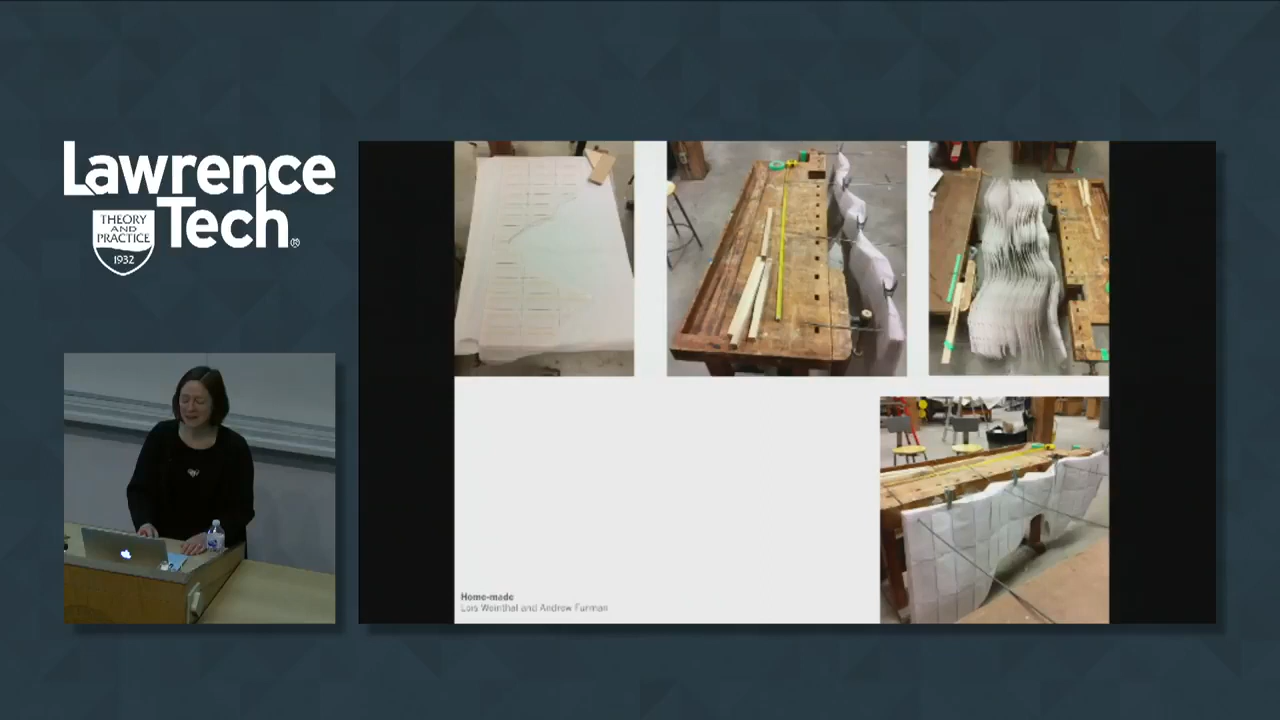 Lawrence
Tech®
THEORY
AND
PRACTICE
1932
Home-made
Lois Weinthal and Andrew Furman